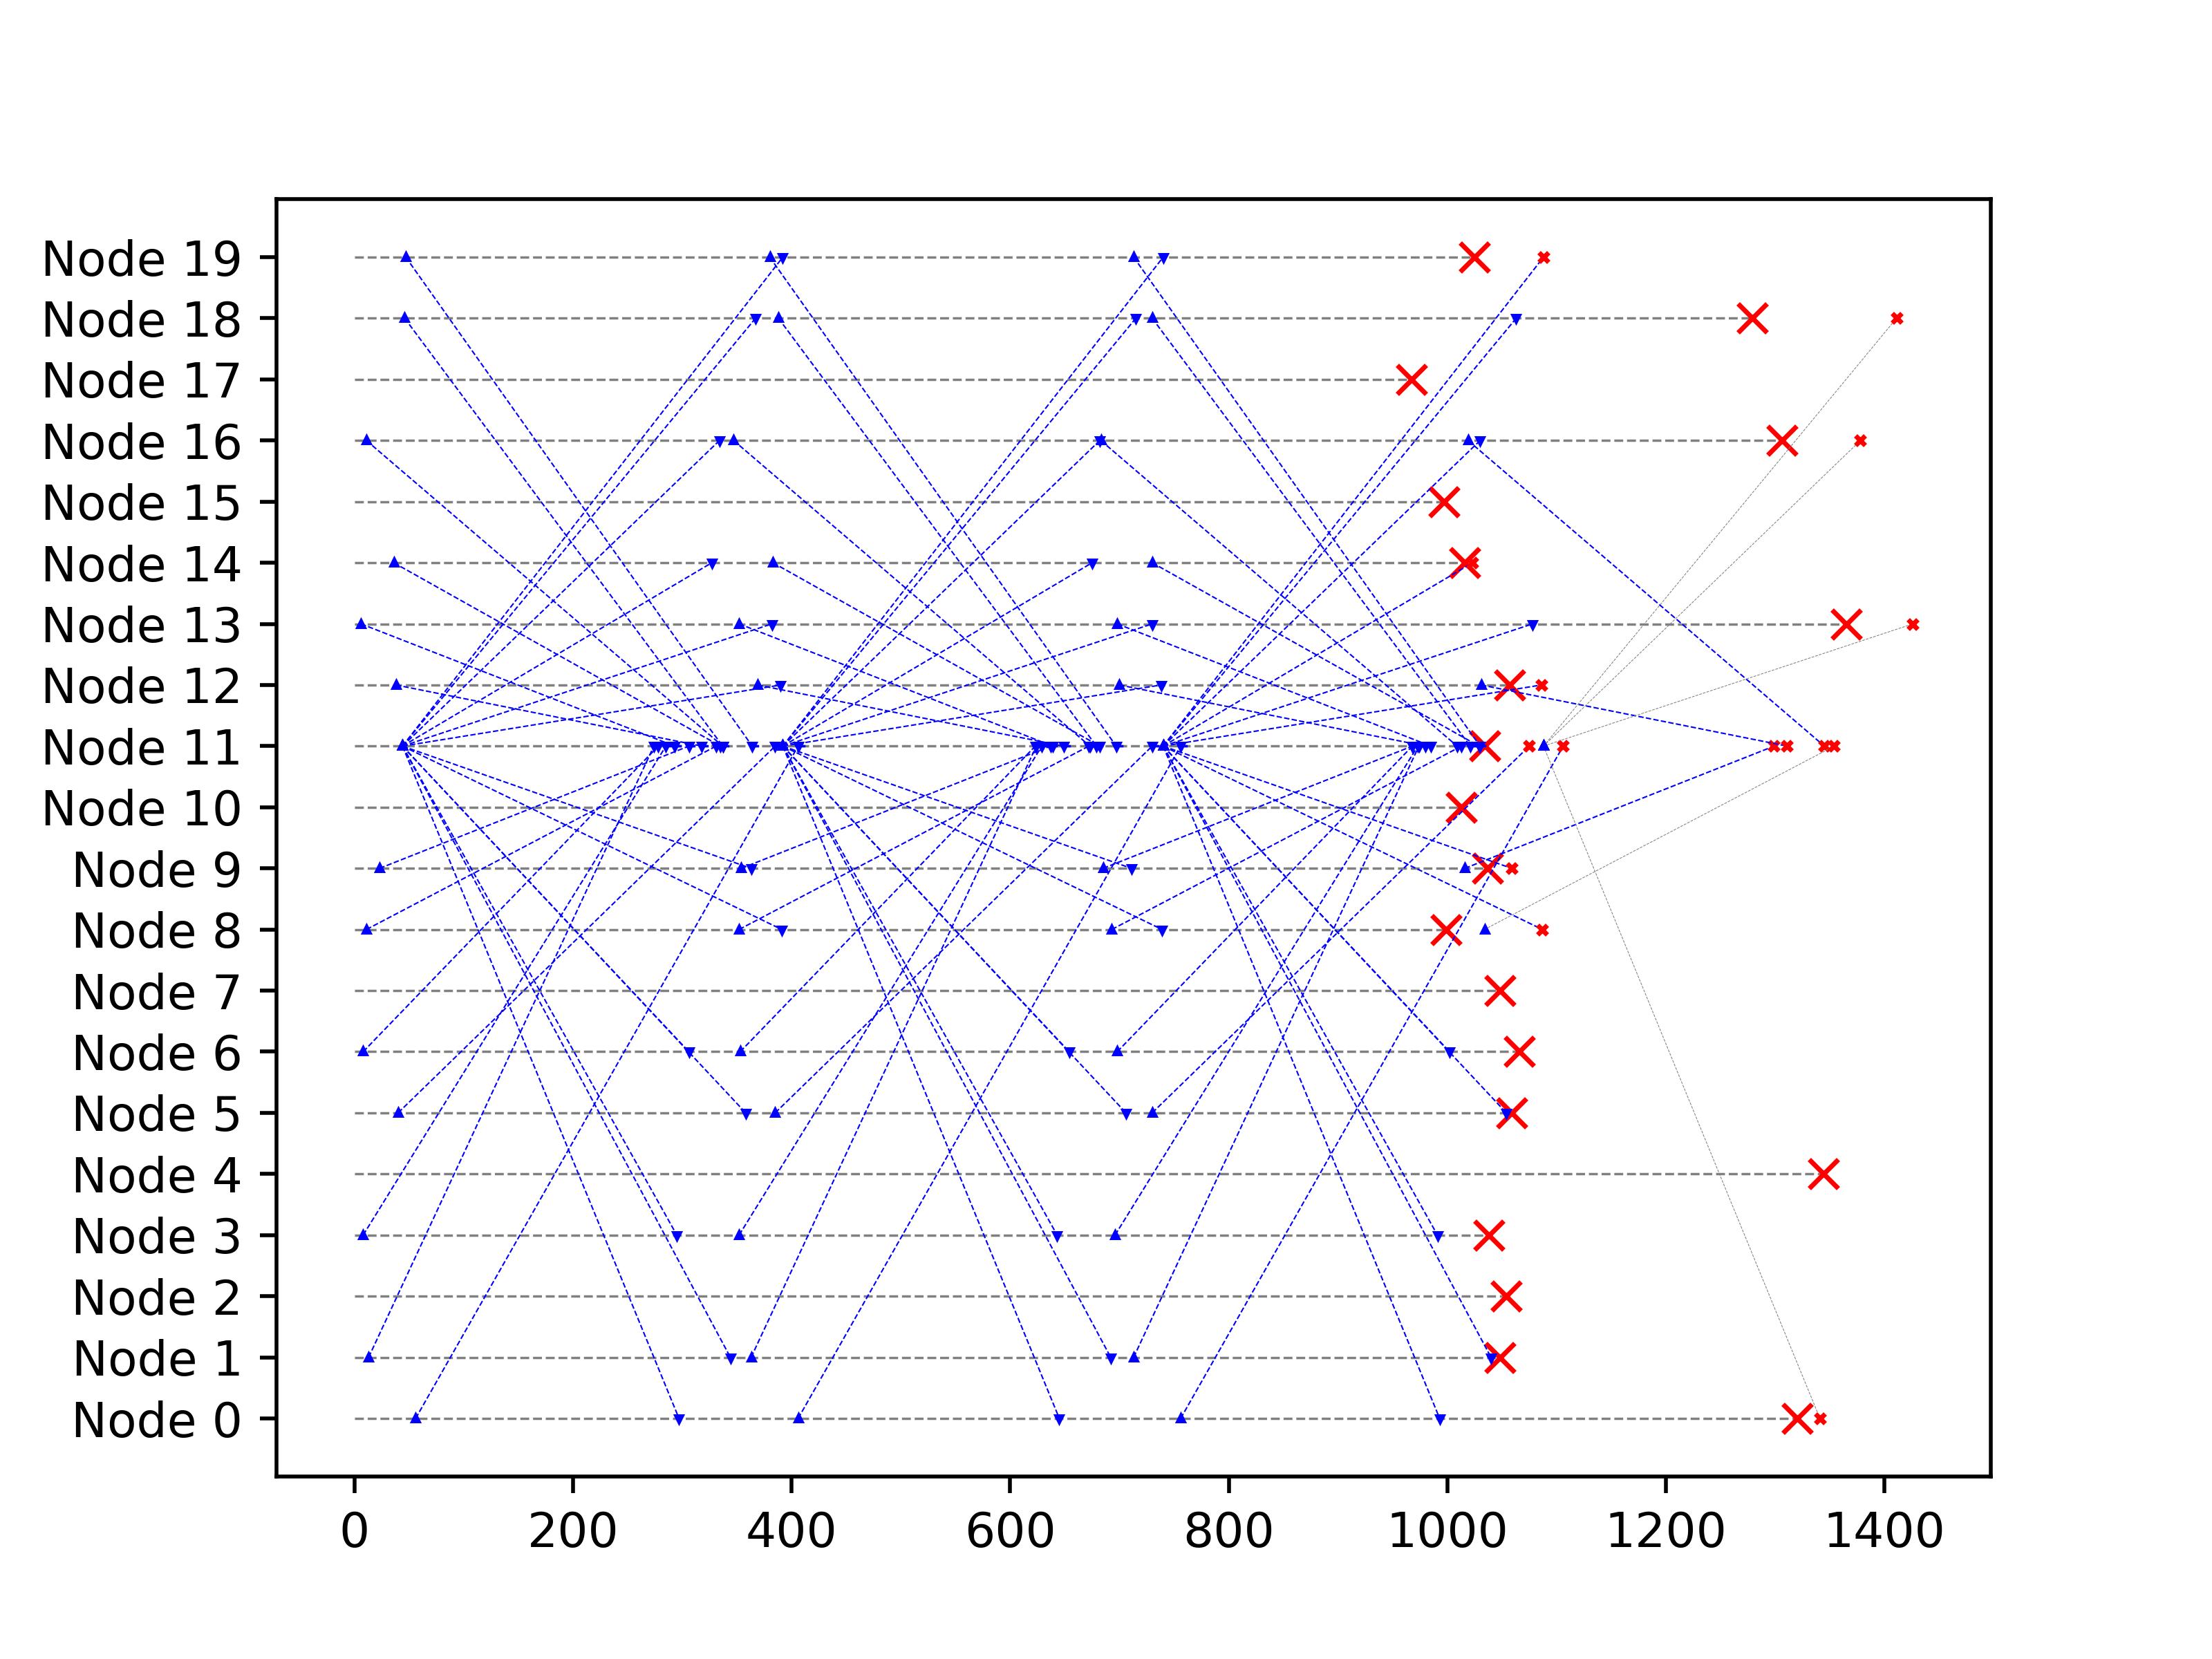 Node 19
Node 18
Node 17
Node 16
Node 15
Node 14
Node 13
Node 12
Node 11
Node 10
Node 9
Node 8
Node 7
Node 6
Node 5
Node 4
Node 3
Node 2
Node 1
Node 0
0 200 400 600 800 1000 1200 1400